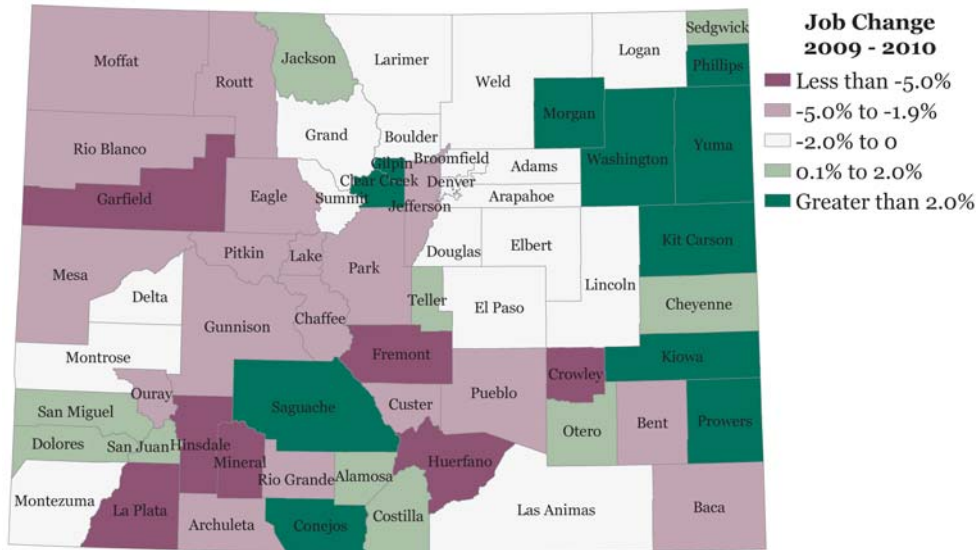 Job Change
2009 - 2010
Less than -5.0%
-5.0% to -1.9%
-2.0% to 0
0.1% to 2.0%
Greater than 2.0%
Moffat
Routt
Jackson
Larimer
Weld
Logan
Sedgwick
Phillips
Morgan
Washington
Yuma
Rio Blanco
Grand
Boulder
Gilpin
Broomfield
Adams
Clear Creek
Denver
Arapahoe
Garfield
Eagle
Summit
Jefferson
Kit Carson
Mesa
Pitkin
Lake
Park
Douglas
Elbert
Lincoln
Delta
Teller
El Paso
Cheyenne
Gunnison
Chaffee
Fremont
Montrose
Ouray
Crowley
Kiowa
San Miguel
Saguache
Custer
Pueblo
Otero
Bent
Prowers
Dolores
San Juan
Hinsdale
Mineral
Huerfano
Rio Grande
Alamosa
Montezuma
La Plata
Archuleta
Conejos
Costilla
Las Animas
Baca